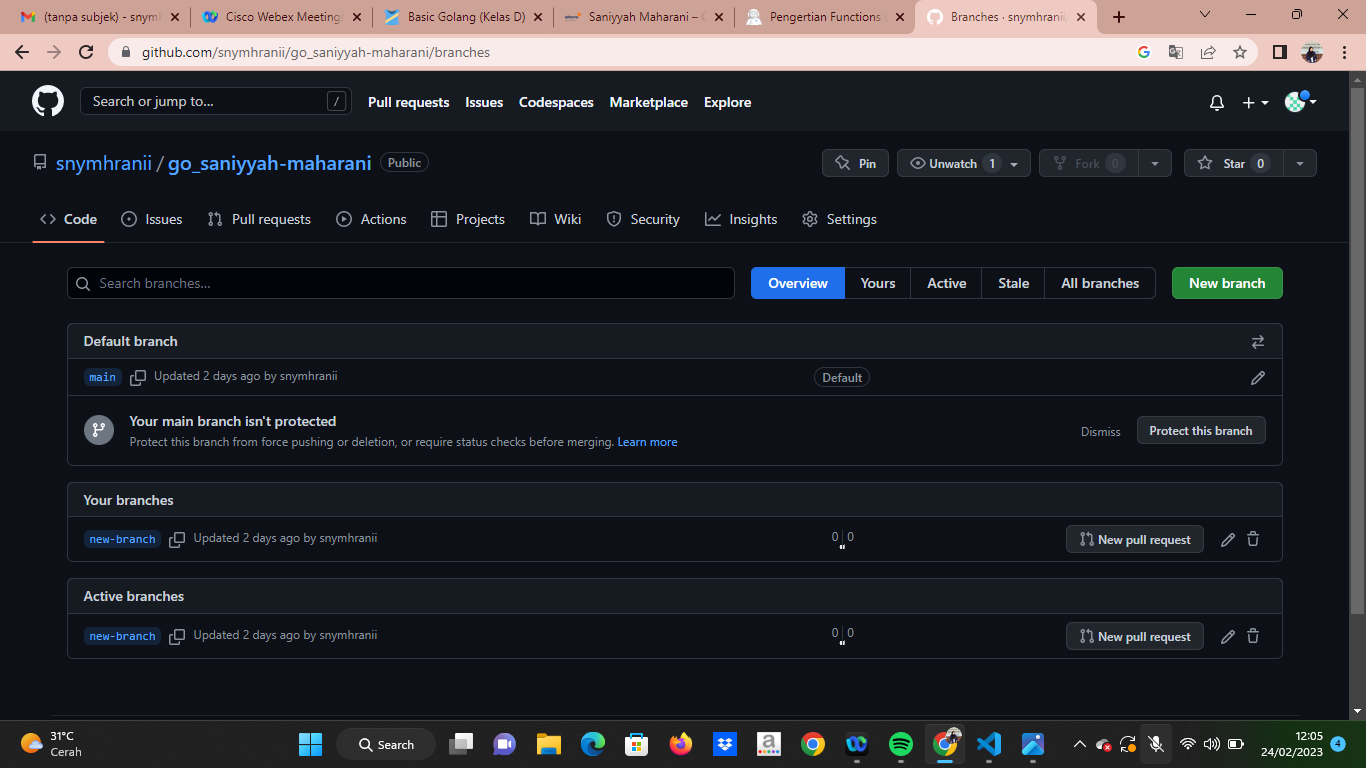 (tanpa subjek) - snymh
Cisco Webex Meetings
Basic Golang (Kelas D)
Saniyyah Maharani – 
Pengertian Functions 
Branches · snymhranii
github.com/snymhranii/go_saniyyah-maharani/branches
Search or jump to... /
Pull requests Issues Codespaces Marketplace Explore
snymhranii / go_saniyyah-maharani Public
Pin Unwatch 1 Fork 0 Star 0
Code Issues Pull requests Actions Projects Wiki Security Insights Settings
Search branches... Overview Yours Active Stale All branches New branch
Default branch
main Updated 2 days ago by snymhranii Default
Your main branch isn't protected
Protect this branch from force pushing or deletion, or require status checks before merging. Learn more
Dismiss Protect this branch
Your branches
new-branch Updated 2 days ago by snymhranii 0 | 0 New pull request
Active branches
new-branch Updated 2 days ago by snymhranii 0 | 0 New pull request
31°C
Cerah
Search
12:05
24/02/2023 4